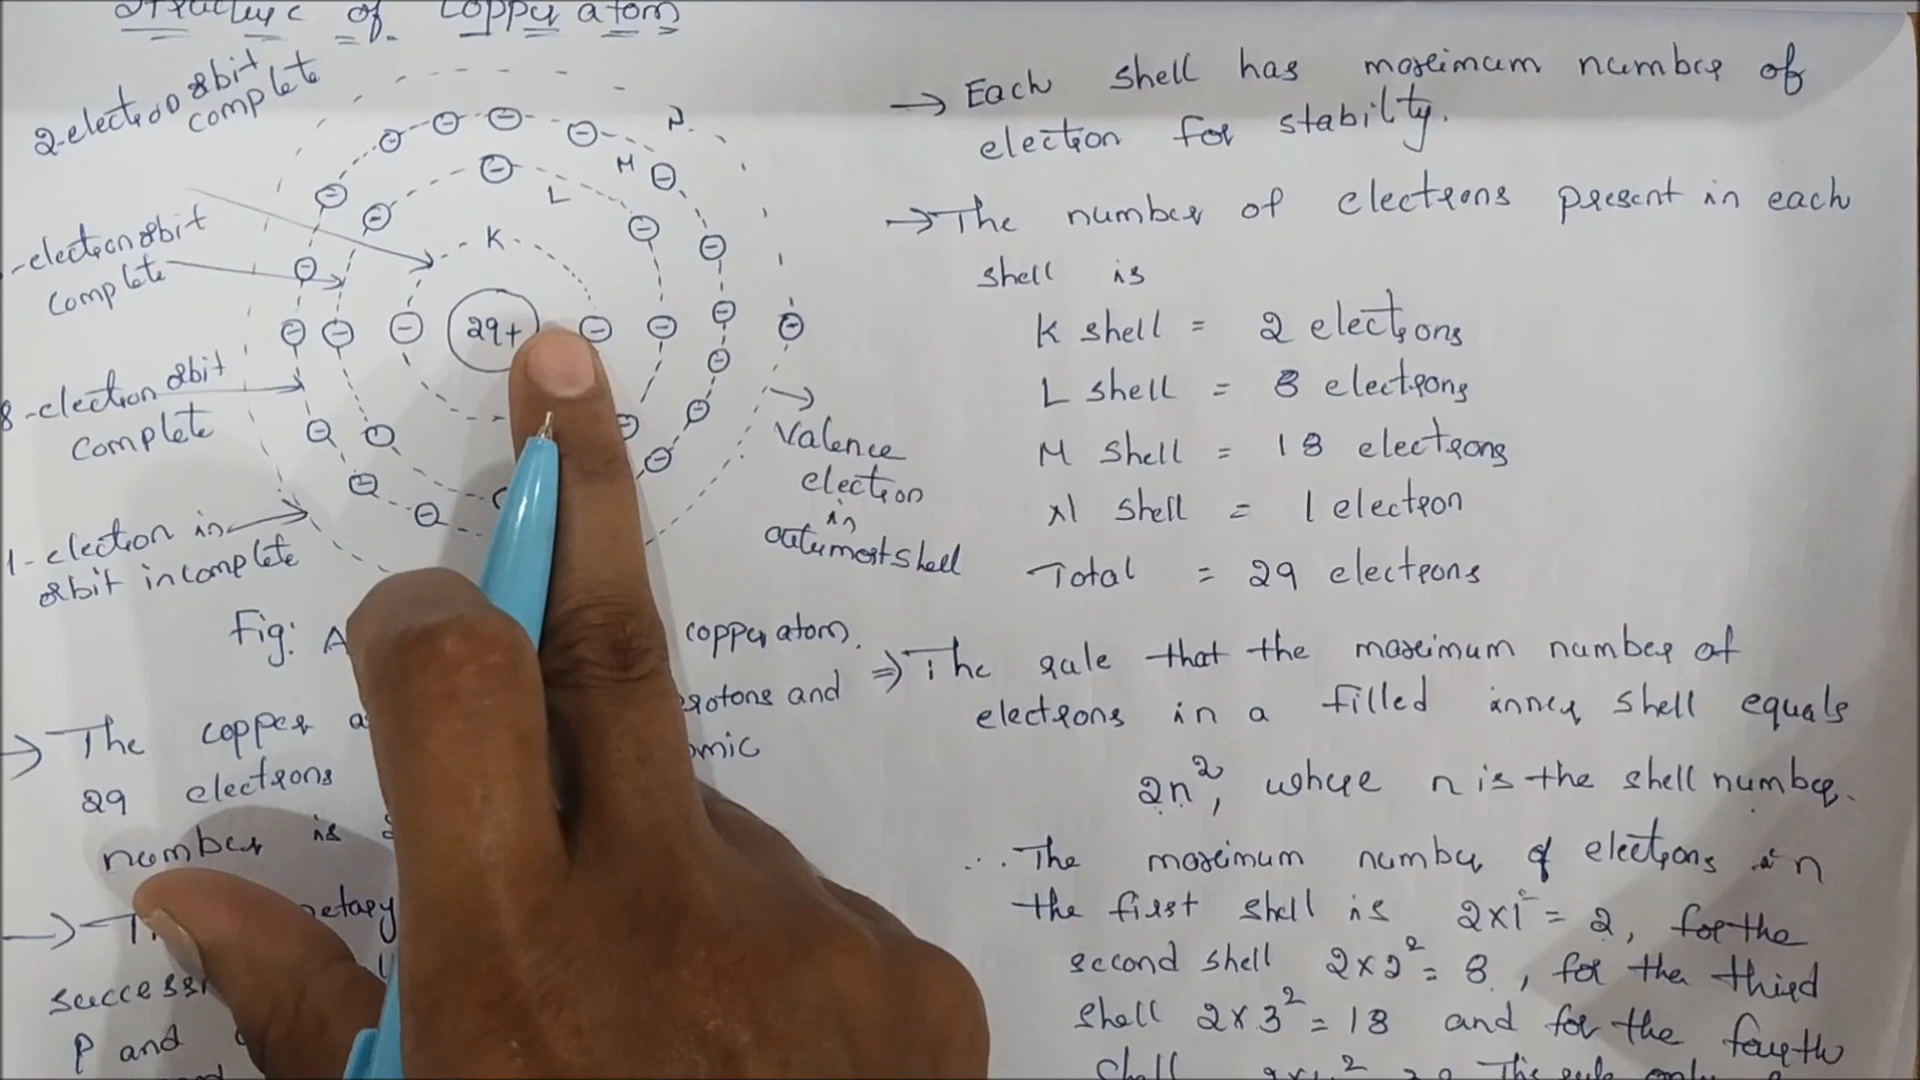 Structure of Copper atom
2-electron orbit
complete
-electron orbit
complete
8-electron orbit
complete
1-electron in
orbit incomplete
K
L
M
N
29+
Valence
electron
in
outermost shell
Fig: A copper atom.
→ The copper protons and
29 electrons omic
number is
→
successi
P and
→ Each shell has maximum number of
electron for stability.
→ The number of electrons present in each
shell is
K shell = 2 electrons
L shell = 8 electrons
M shell = 18 electrons
N shell = 1 electron
Total = 29 electrons
⇒ The rule that the maximum number of
electrons in a filled inner shell equals
2n², where n is the shell number.
∴ The maximum number of electrons in
the first shell is 2×1² = 2, for the
second shell 2×2² = 8, for the third
shell 2×3² = 18 and for the fourth
shell